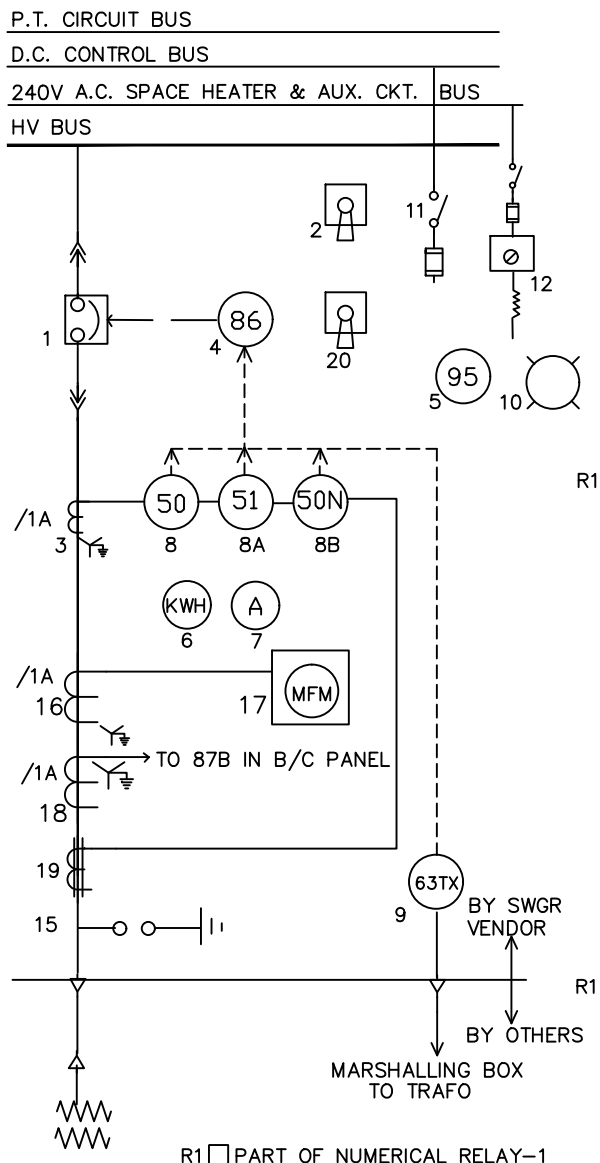 P.T. CIRCUIT BUS
D.C. CONTROL BUS
240V A.C. SPACE HEATER & AUX. CKT. BUS
HV BUS
2
11
12
1
86
4
20
95
5
10
R1
/1A
3
50
51
50N
8
8A
8B
KWH
A
6
7
/1A
16
17
MFM
TO 87B IN B/C PANEL
/1A
18
19
63TX
9
BY SWGR
VENDOR
15
R1
BY OTHERS
MARSHALLING BOX
TO TRAFO
R1 PART OF NUMERICAL RELAY-1